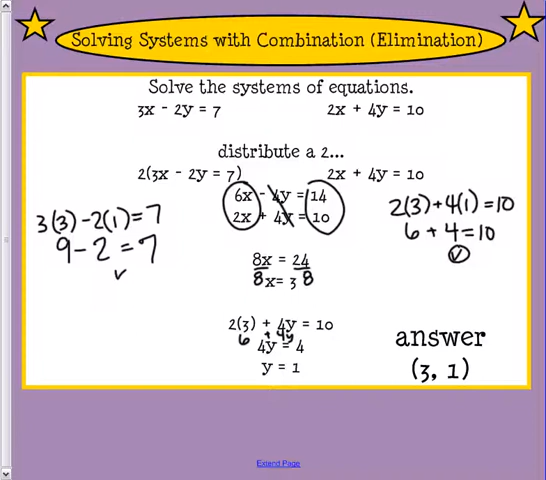 Solving Systems with Combination (Elimination)
Solve the systems of equations.
3x - 2y = 7 2x + 4y = 10
distribute a 2...
2(3x - 2y = 7) 2x + 4y = 10
6x - 4y = 14
2x + 4y = 10
3(3) - 2(1) = 7
9 - 2 = 7
v
2(3) + 4(1) = 10
6 + 4 = 10
v
8x = 24
8 8
x = 3
2(3) + 4y = 10
6 + 4y
4y = 4
y = 1
answer
(3, 1)
Extend Page